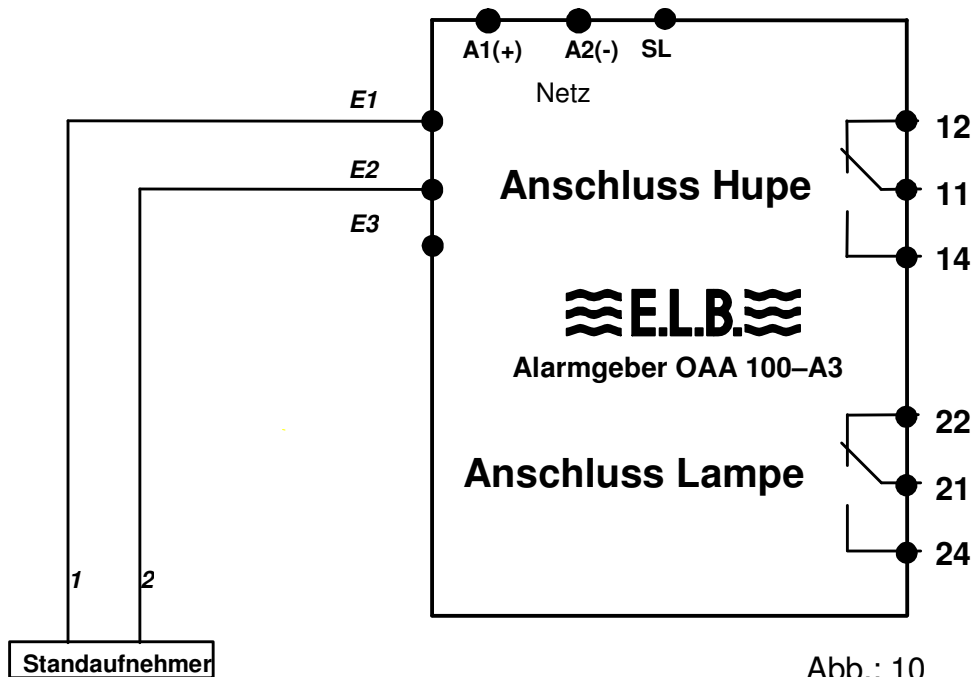 A1(+) A2(-) SL
Netz
E1
12
E2
Anschluss Hupe
11
E3
14
E.L.B.
Alarmgeber OAA 100–A3
22
Anschluss Lampe
21
24
1 2
Standaufnehmer
Abb.: 10